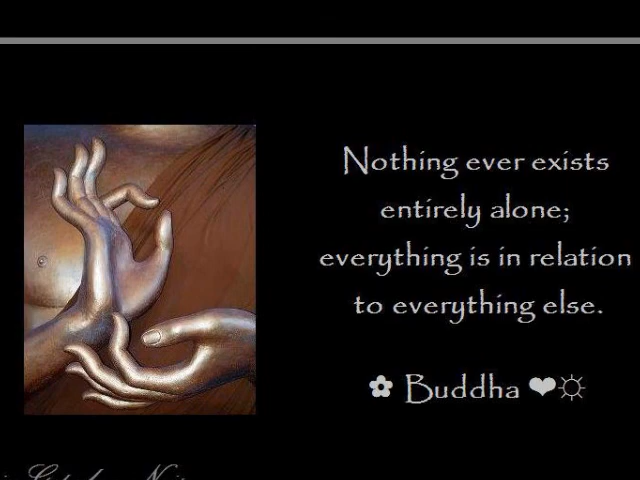 Nothing ever exists
entirely alone;
everything is in relation
to everything else.
✿ Buddha ❤☼